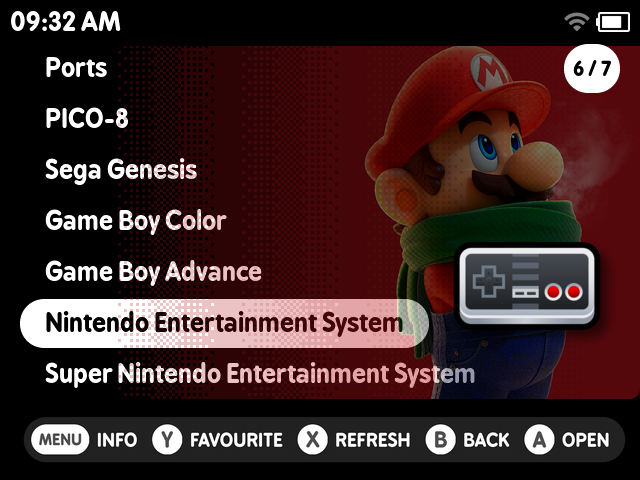 09:32 AM
Ports
6 / 7
PICO-8
Sega Genesis
Game Boy Color
Game Boy Advance
Nintendo Entertainment System
Super Nintendo Entertainment System
MENU INFO Y FAVOURITE X REFRESH B BACK A OPEN